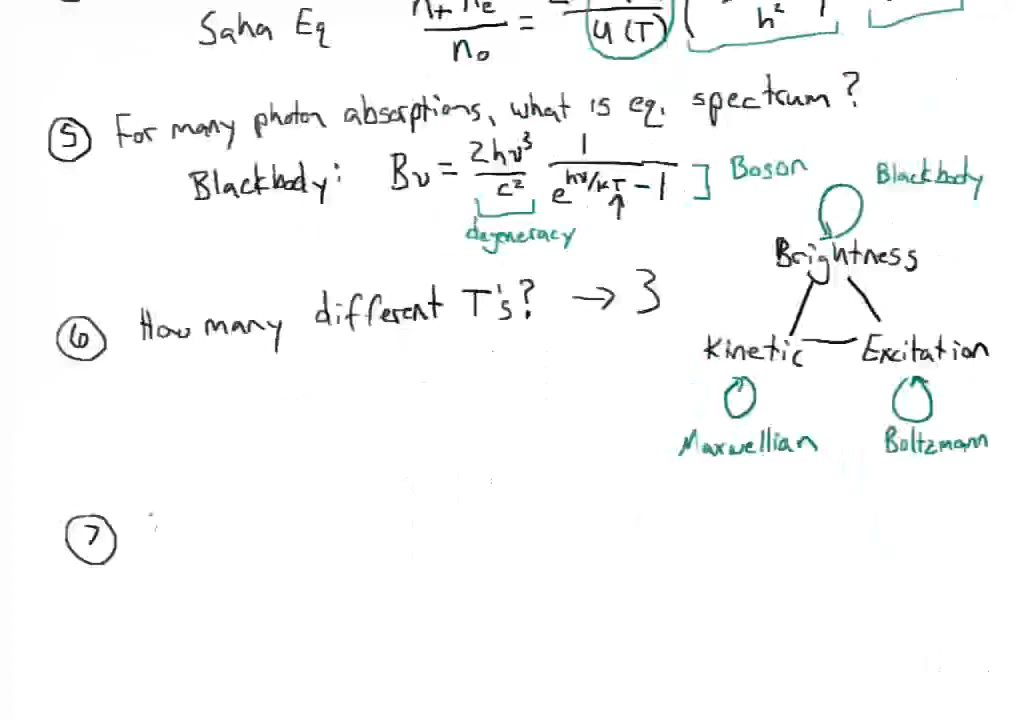 Saha Eq n+ ne / n0 = U(T) h²
⑤ For many photon absorptions, what is eq. spectrum?
Blackbody: Bν = 2hν³/c² 1/(e^(hν/kT) - 1) ] Boson
degeneracy
Blackbody
Brightness
⑥ How many different T's? → 3
Kinetic — Excitation
Maxwellian Boltzmann
⑦